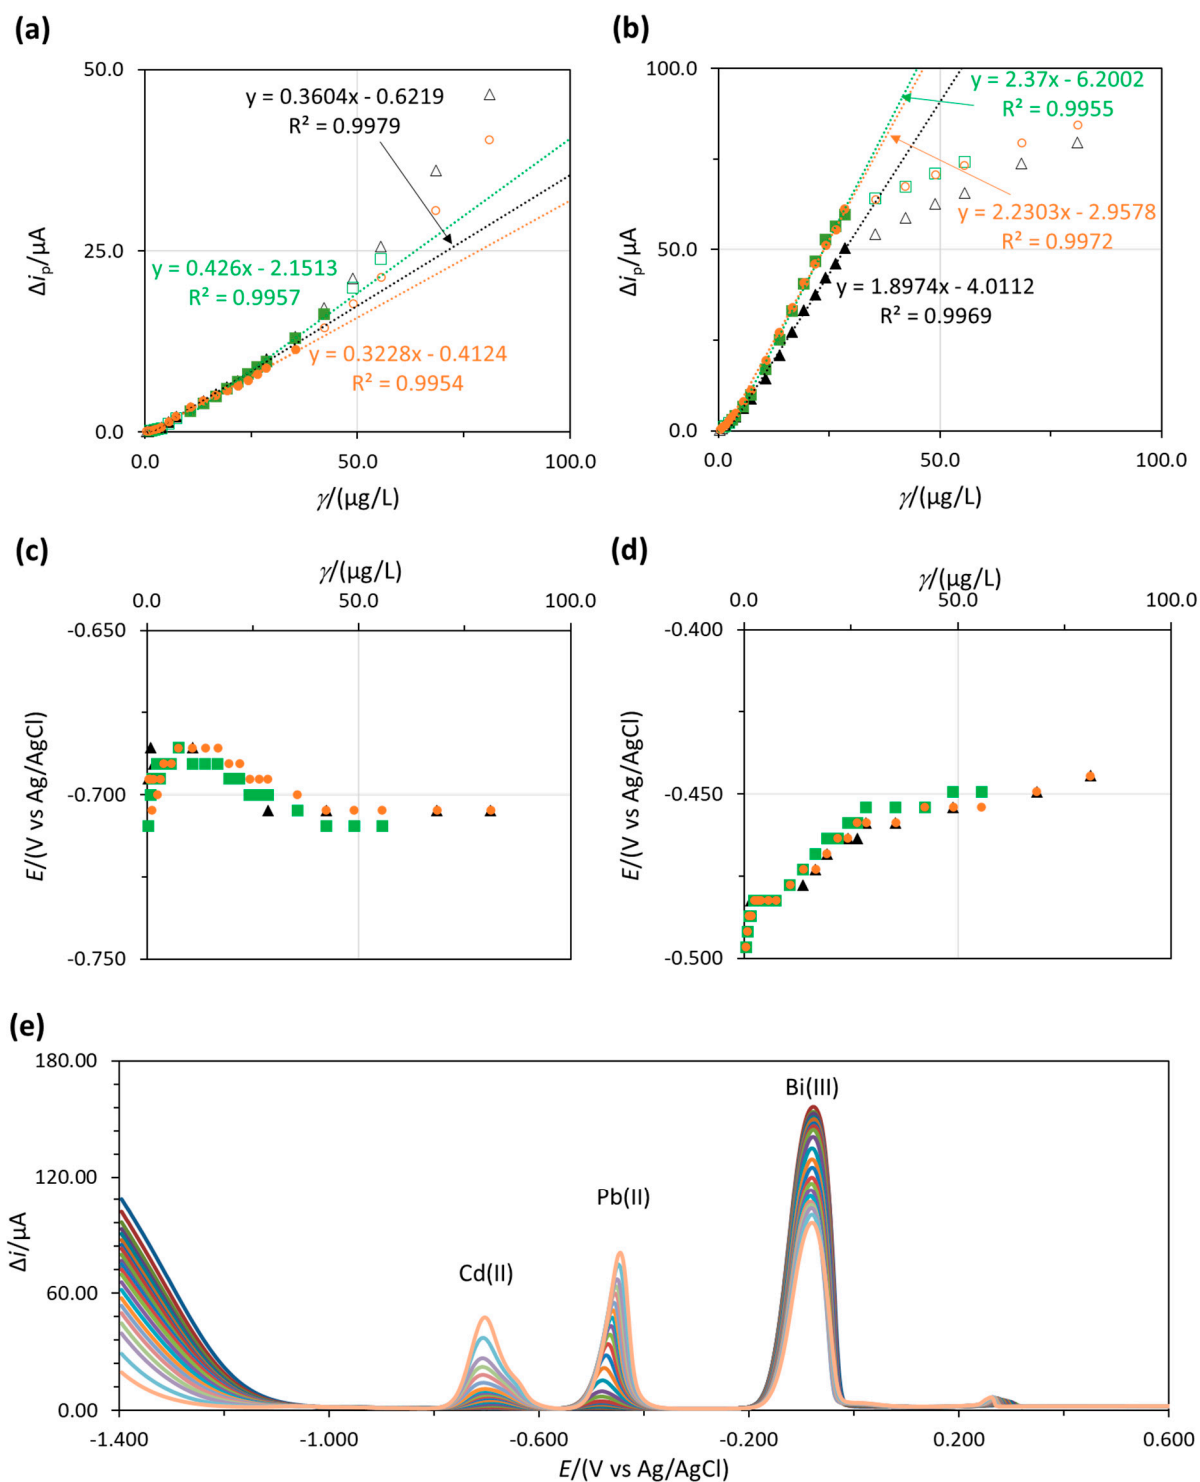 (a)
50.0
25.0
0.0
Δip/µA
y = 0.3604x - 0.6219
R² = 0.9979
y = 0.426x - 2.1513
R² = 0.9957
y = 0.3228x - 0.4124
R² = 0.9954
0.0 50.0 100.0
γ/(µg/L)
(b)
100.0
50.0
0.0
Δip/µA
y = 2.37x - 6.2002
R² = 0.9955
y = 2.2303x - 2.9578
R² = 0.9972
y = 1.8974x - 4.0112
R² = 0.9969
0.0 50.0 100.0
γ/(µg/L)
(c)
γ/(µg/L)
0.0 50.0 100.0
-0.650
-0.700
-0.750
E/(V vs Ag/AgCl)
(d)
γ/(µg/L)
0.0 50.0 100.0
-0.400
-0.450
-0.500
E/(V vs Ag/AgCl)
(e)
180.00
120.00
60.00
0.00
Δi/µA
Cd(II)
Pb(II)
Bi(III)
-1.400 -1.000 -0.600 -0.200 0.200 0.600
E/(V vs Ag/AgCl)